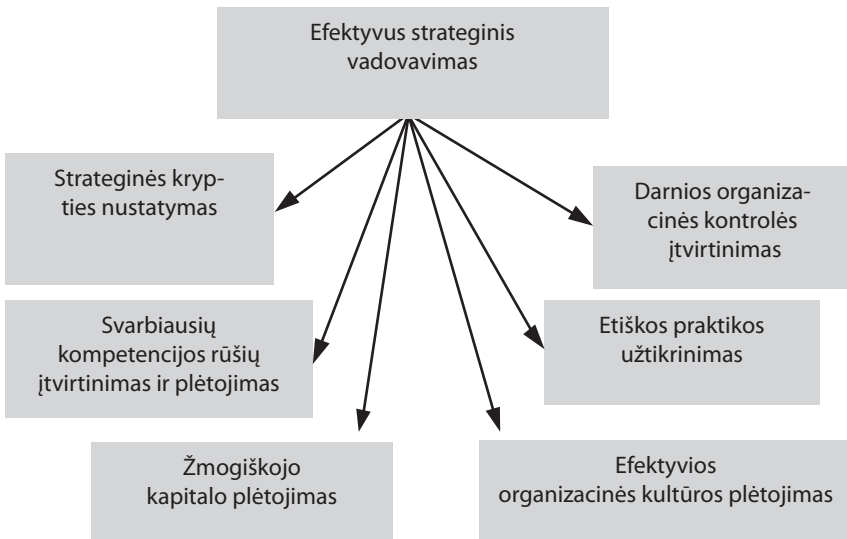 Efektyvus strateginis
vadovavimas
Strateginės kryp-
ties nustatymas
Darnios organiza-
cinės kontrolės
įtvirtinimas
Svarbiausių
kompetencijos rūšių
įtvirtinimas ir plėtojimas
Etiškos praktikos
užtikrinimas
Žmogiškojo
kapitalo plėtojimas
Efektyvios
organizacinės kultūros plėtojimas